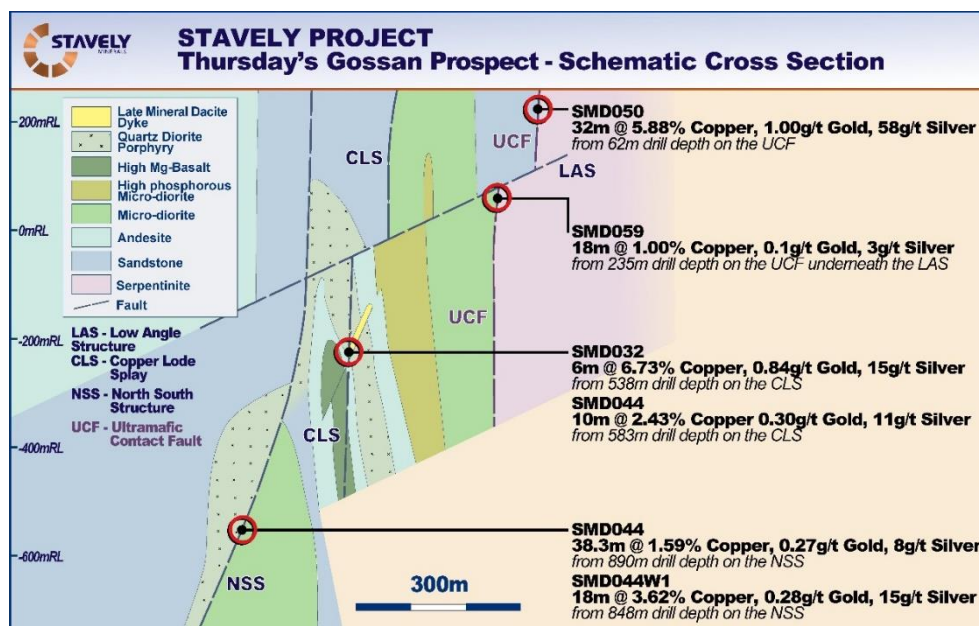 STAVELY
MINERALS
STAVELY PROJECT
Thursday's Gossan Prospect - Schematic Cross Section
200mRL
0mRL
-200mRL
-400mRL
-600mRL
Late Mineral Dacite
Dyke
Quartz Diorite
Porphyry
High Mg-Basalt
High phosphorous
Micro-diorite
Micro-diorite
Andesite
Sandstone
Serpentinite
Fault
LAS - Low Angle
Structure
CLS - Copper Lode
Splay
NSS - North South
Structure
UCF - Ultramafic
Contact Fault
CLS
UCF
LAS
UCF
CLS
NSS
300m
SMD050
32m @ 5.88% Copper, 1.00g/t Gold, 58g/t Silver
from 62m drill depth on the UCF
SMD059
18m @ 1.00% Copper, 0.1g/t Gold, 3g/t Silver
from 235m drill depth on the UCF underneath the LAS
SMD032
6m @ 6.73% Copper, 0.84g/t Gold, 15g/t Silver
from 538m drill depth on the CLS
SMD044
10m @ 2.43% Copper 0.30g/t Gold, 11g/t Silver
from 583m drill depth on the CLS
SMD044
38.3m @ 1.59% Copper, 0.27g/t Gold, 8g/t Silver
from 890m drill depth on the NSS
SMD044W1
18m @ 3.62% Copper, 0.28g/t Gold, 15g/t Silver
from 848m drill depth on the NSS